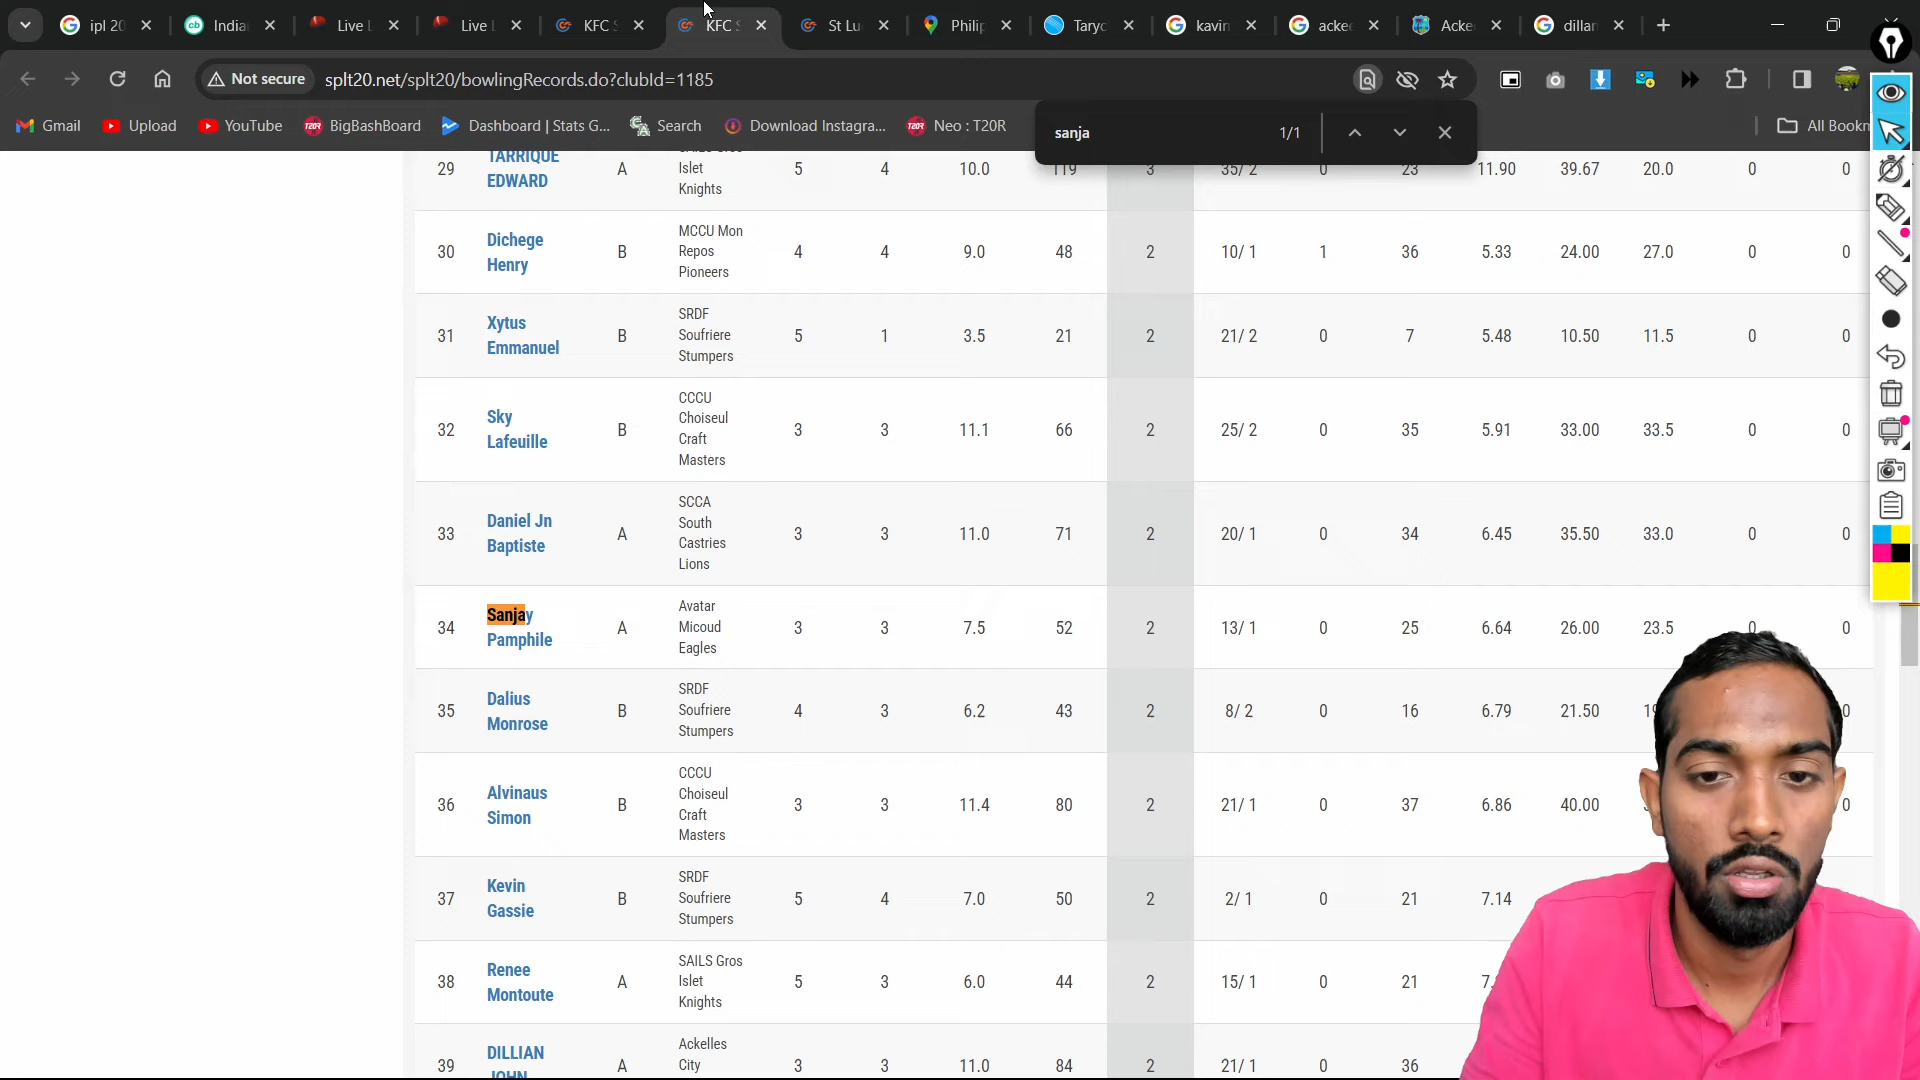 ipl 20
India
Live L
Live L
KFC S
KFC S
St Lu
Philip
Taryc
kavin
acke
Acke
dillar
Not secure
splt20.net/splt20/bowlingRecords.do?clubId=1185
Gmail
Upload
YouTube
BigBashBoard
Dashboard | Stats G...
Search
Download Instagra...
Neo : T20R
All Bookm
sanja
1/1
29 TARRIQUE EDWARD A Islet Knights 5 4 10.0 119 3 35/ 2 0 23 11.90 39.67 20.0 0 0
30 Dichege Henry B MCCU Mon Repos Pioneers 4 4 9.0 48 2 10/ 1 1 36 5.33 24.00 27.0 0 0
31 Xytus Emmanuel B SRDF Soufriere Stumpers 5 1 3.5 21 2 21/ 2 0 7 5.48 10.50 11.5 0 0
32 Sky Lafeuille B CCCU Choiseul Craft Masters 3 3 11.1 66 2 25/ 2 0 35 5.91 33.00 33.5 0 0
33 Daniel Jn Baptiste A SCCA South Castries Lions 3 3 11.0 71 2 20/ 1 0 34 6.45 35.50 33.0 0 0
34 Sanjay Pamphile A Avatar Micoud Eagles 3 3 7.5 52 2 13/ 1 0 25 6.64 26.00 23.5 0 0
35 Dalius Monrose B SRDF Soufriere Stumpers 4 3 6.2 43 2 8/ 2 0 16 6.79 21.50 0
36 Alvinaus Simon B CCCU Choiseul Craft Masters 3 3 11.4 80 2 21/ 1 0 37 6.86 40.00 0
37 Kevin Gassie B SRDF Soufriere Stumpers 5 4 7.0 50 2 2/ 1 0 21 7.14
38 Renee Montoute A SAILS Gros Islet Knights 5 3 6.0 44 2 15/ 1 0 21
39 DILLIAN JOHN A Ackelles City 3 3 11.0 84 2 21/ 1 0 36